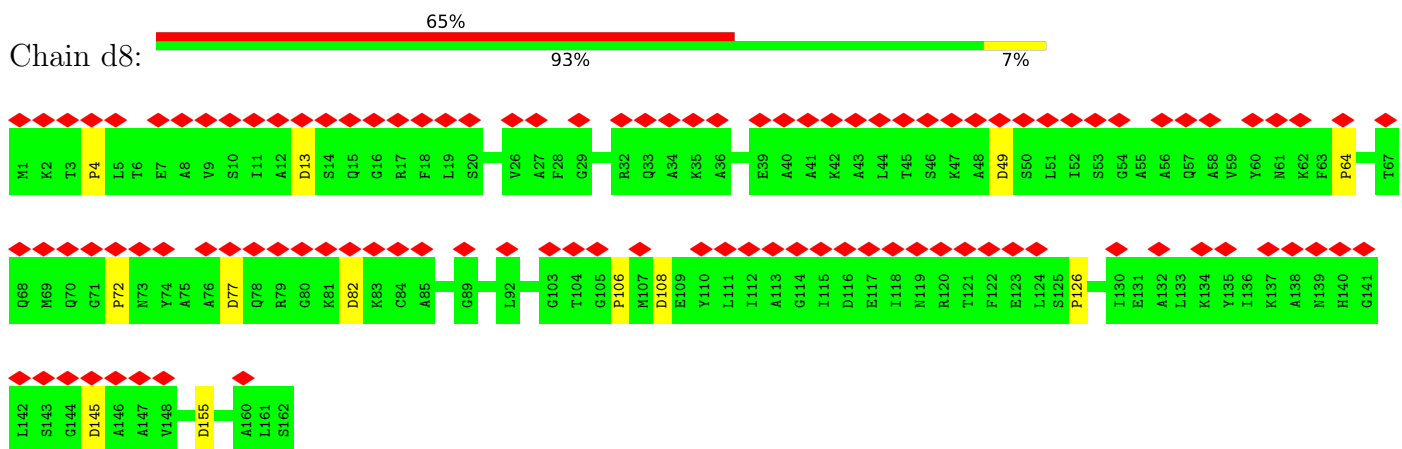 65%
Chain d8:
93% 7%
M1 K2 T3 P4 L5 T6 E7 A8 V9 S10 I11 A12 D13 S14 Q15 G16 R17 F18 L19 S20 V26 A27 F28 G29 R32 Q33 A34 K35 A36 E39 A40 A41 K42 A43 L44 T45 S46 K47 A48 D49 S50 L51 I52 S53 G54 A55 A56 Q57 A58 V59 Y60 N61 K62 F63 P64 T67
Q68 M69 Q70 G71 P72 N73 Y74 A75 A76 D77 Q78 R79 G80 K81 D82 K83 C84 A85 G89 L92 G103 T104 G105 P106 M107 D108 E109 Y110 L111 I112 A113 G114 I115 D116 E117 I118 N119 R120 T121 F122 E123 L124 S125 P126 I130 E131 A132 L133 K134 Y135 I136 K137 A138 N139 H140 G141
L142 S143 G144 D145 A146 A147 V148 D155 A160 L161 S162